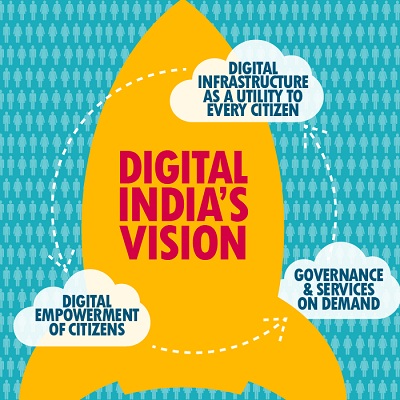 DIGITAL
INFRASTRUCTURE
AS A UTILITY TO
EVERY CITIZEN
DIGITAL
INDIA'S
VISION
GOVERNANCE
& SERVICES
ON DEMAND
DIGITAL
EMPOWERMENT
OF CITIZENS